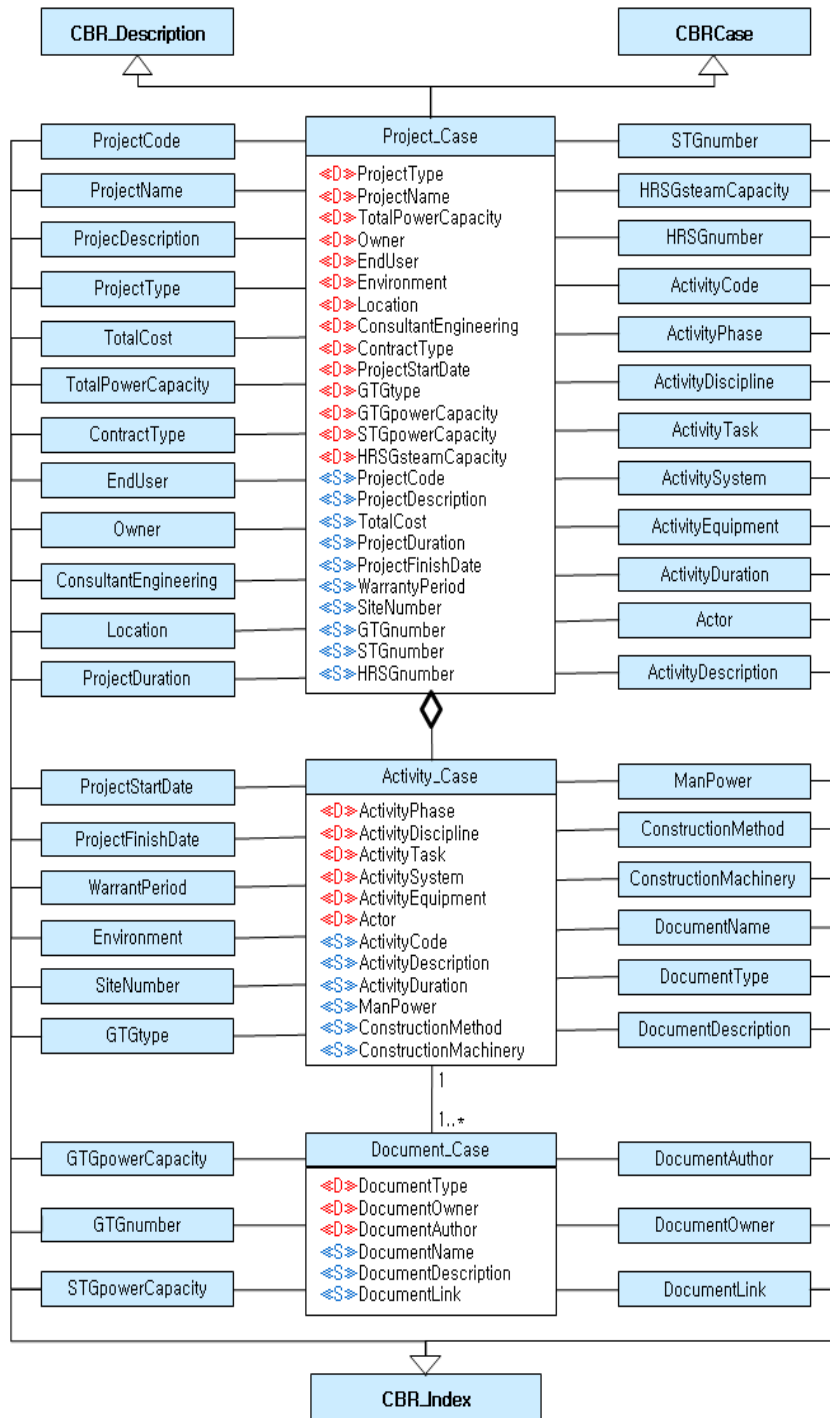 CBR_Description
CBRCase
ProjectCode
ProjectName
ProjecDescription
ProjectType
TotalCost
TotalPowerCapacity
ContractType
EndUser
Owner
ConsultantEngineering
Location
ProjectDuration
Project_Case
«D»ProjectType
«D»ProjectName
«D»TotalPowerCapacity
«D»Owner
«D»EndUser
«D»Environment
«D»Location
«D»ConsultantEngineering
«D»ContractType
«D»ProjectStartDate
«D»GTGtype
«D»GTGpowerCapacity
«D»STGpowerCapacity
«D»HRSGsteamCapacity
«S»ProjectCode
«S»ProjectDescription
«S»TotalCost
«S»ProjectDuration
«S»ProjectFinishDate
«S»WarrantyPeriod
«S»SiteNumber
«S»GTGnumber
«S»STGnumber
«S»HRSGnumber
STGnumber
HRSGsteamCapacity
HRSGnumber
ActivityCode
ActivityPhase
ActivityDiscipline
ActivityTask
ActivitySystem
ActivityEquipment
ActivityDuration
Actor
ActivityDescription
ProjectStartDate
ProjectFinishDate
WarrantPeriod
Environment
SiteNumber
GTGtype
Activity_Case
«D»ActivityPhase
«D»ActivityDiscipline
«D»ActivityTask
«D»ActivitySystem
«D»ActivityEquipment
«D»Actor
«S»ActivityCode
«S»ActivityDescription
«S»ActivityDuration
«S»ManPower
«S»ConstructionMethod
«S»ConstructionMachinery
ManPower
ConstructionMethod
ConstructionMachinery
DocumentName
DocumentType
DocumentDescription
1
1..*
GTGpowerCapacity
GTGnumber
STGpowerCapacity
Document_Case
«D»DocumentType
«D»DocumentOwner
«D»DocumentAuthor
«S»DocumentName
«S»DocumentDescription
«S»DocumentLink
DocumentAuthor
DocumentOwner
DocumentLink
CBR_Index